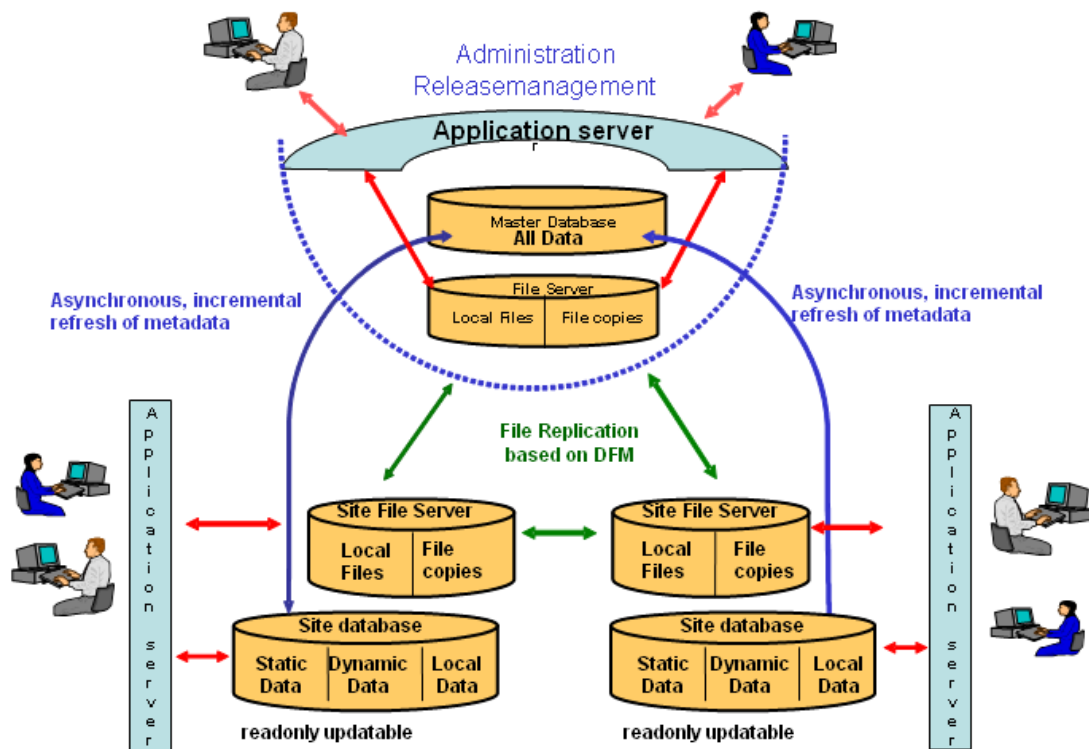 Administration
Releasemanagement
Application server
r
Master Database
All Data
File Server
Local Files
File copies
Asynchronous, incremental
refresh of metadata
Asynchronous, incremental
refresh of metadata
File Replication
based on DFM
Application server
Application server
Site File Server
Local
Files
File
copies
Site File Server
Local
Files
File
copies
Site database
Static
Data
Dynamic
Data
Local
Data
Site database
Static
Data
Dynamic
Data
Local
Data
readonly updatable
readonly updatable